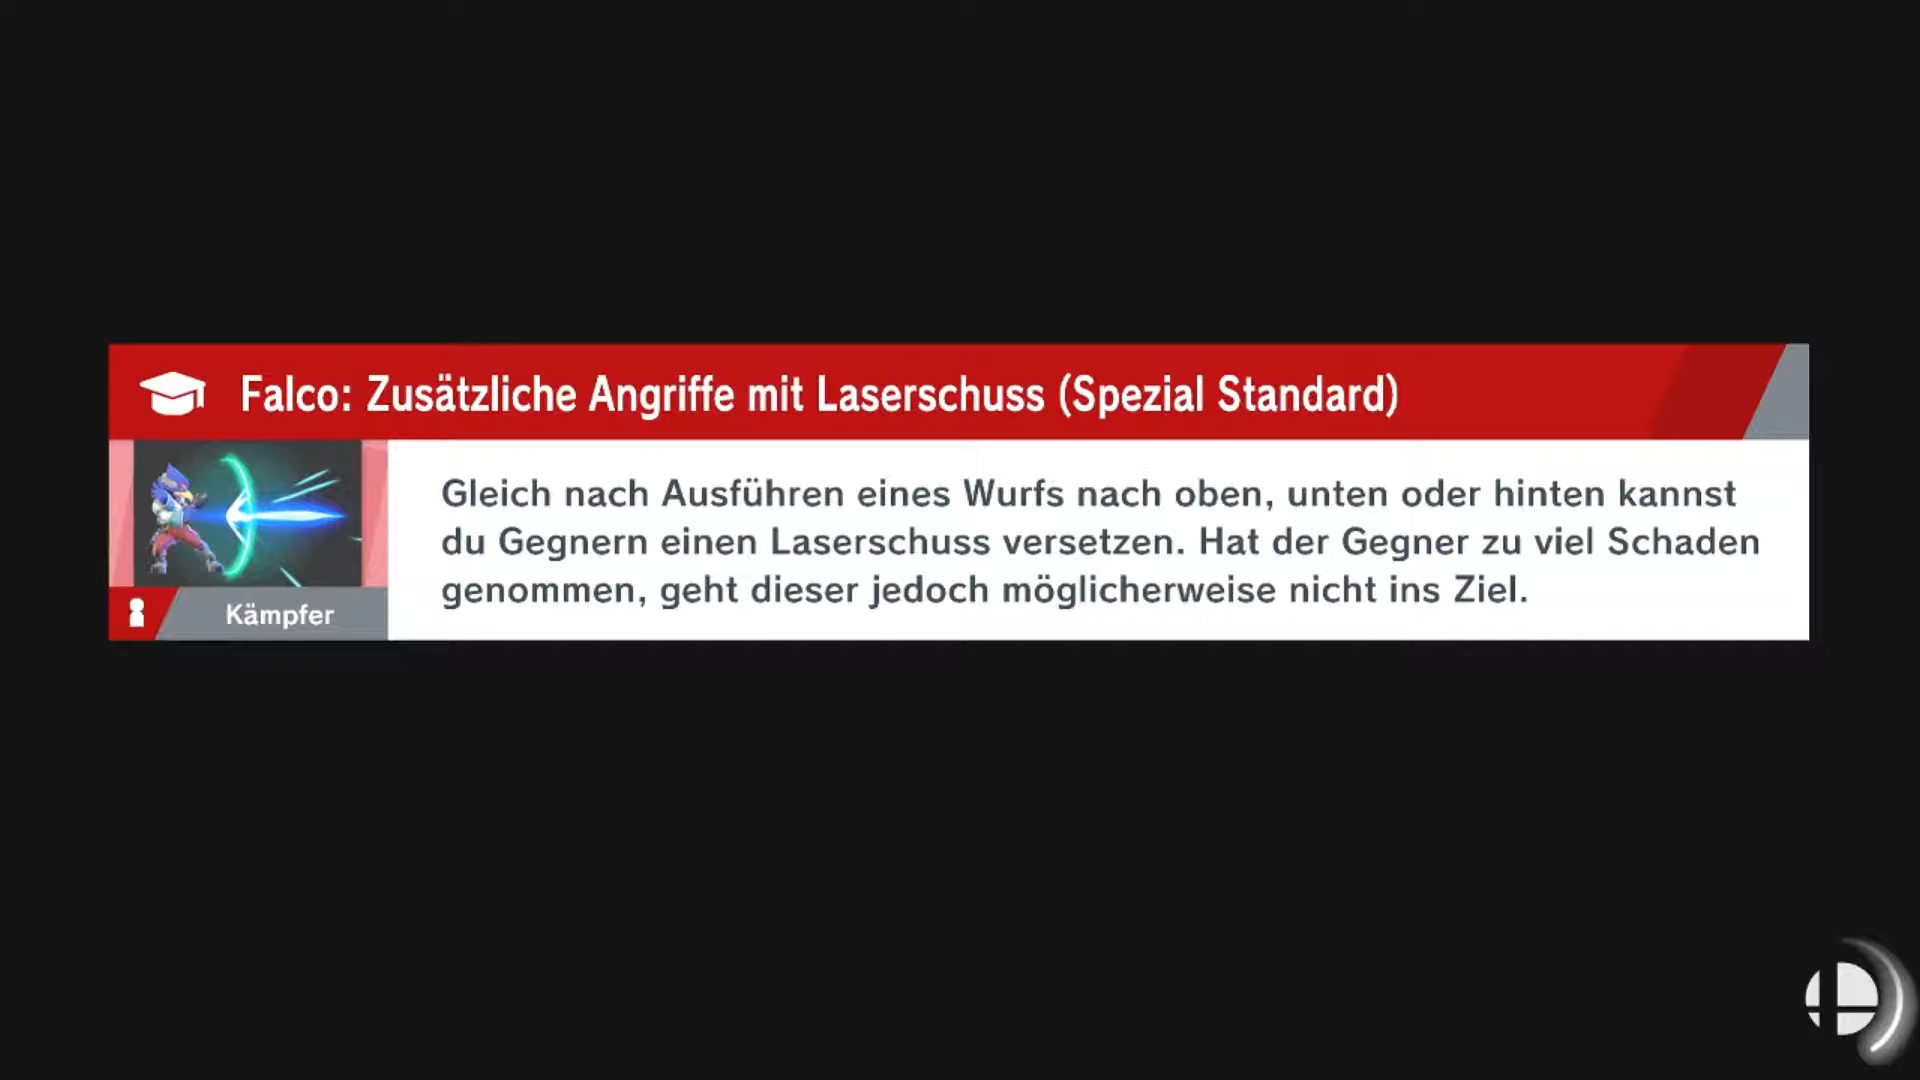 Falco: Zusätzliche Angriffe mit Laserschuss (Spezial Standard)
Gleich nach Ausführen eines Wurfs nach oben, unten oder hinten kannst
du Gegnern einen Laserschuss versetzen. Hat der Gegner zu viel Schaden
genommen, geht dieser jedoch möglicherweise nicht ins Ziel.
Kämpfer